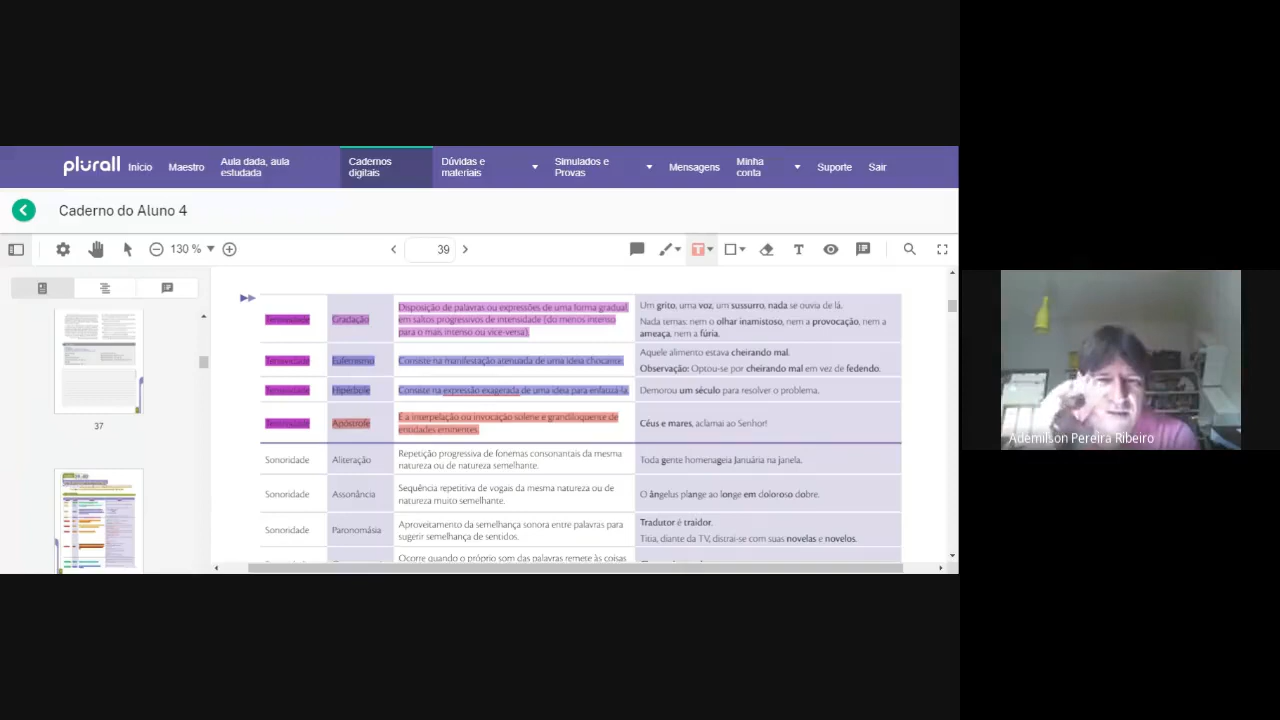 plurall Início Maestro Aula dada, aula estudada Cadernos digitais Dúvidas e materiais Simulados e Provas Mensagens Minha conta Suporte Sair
Caderno do Aluno 4
130 % 39
Tensividade Gradação Disposição de palavras ou expressões de uma forma gradual em saltos progressivos de intensidade (do menos intenso para o mais intenso ou vice-versa). Um grito, uma voz, um sussurro, nada se ouvia de lá.
Nada temas: nem o olhar inamistoso, nem a provocação, nem a ameaça, nem a fúria.
Tensividade Eufemismo Consiste na manifestação atenuada de uma ideia chocante. Aquele alimento estava cheirando mal.
Observação: Optou-se por cheirando mal em vez de fedendo.
Tensividade Hipérbole Consiste na expressão exagerada de uma ideia para enfatizá-la. Demorou um século para resolver o problema.
Tensividade Apóstrofe É a interpelação ou invocação solene e grandiloquente de entidades eminentes. Céus e mares, aclamai ao Senhor!
Sonoridade Aliteração Repetição progressiva de fonemas consonantais da mesma natureza ou de natureza semelhante. Toda gente homenageia Januária na janela.
Sonoridade Assonância Sequência repetitiva de vogais da mesma natureza ou de natureza muito semelhante. O ângelus plange ao longe em doloroso dobre.
Sonoridade Paronomásia Aproveitamento da semelhança sonora entre palavras para sugerir semelhança de sentidos. Tradutor é traidor.
Titia, diante da TV, distrai-se com suas novelas e novelos.
Ocorre quando o próprio som das palavras remete às coisas
37
Ademilson Pereira Ribeiro